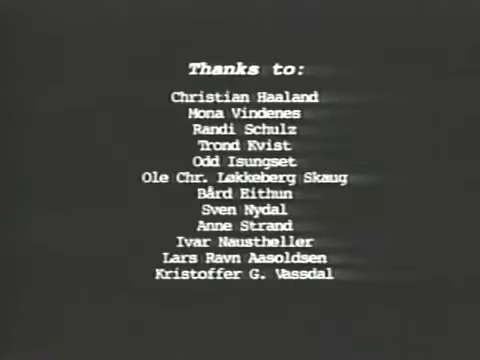 Thanks to:
Christian Haaland
Mona Vindenes
Randi Schulz
Trond Kvist
Odd Isungset
Ole Chr. Løkkeberg Skaug
Bård Eithun
Sven Nydal
Anne Strand
Ivar Naustheller
Lars Ravn Aasoldsen
Kristoffer G. Vassdal